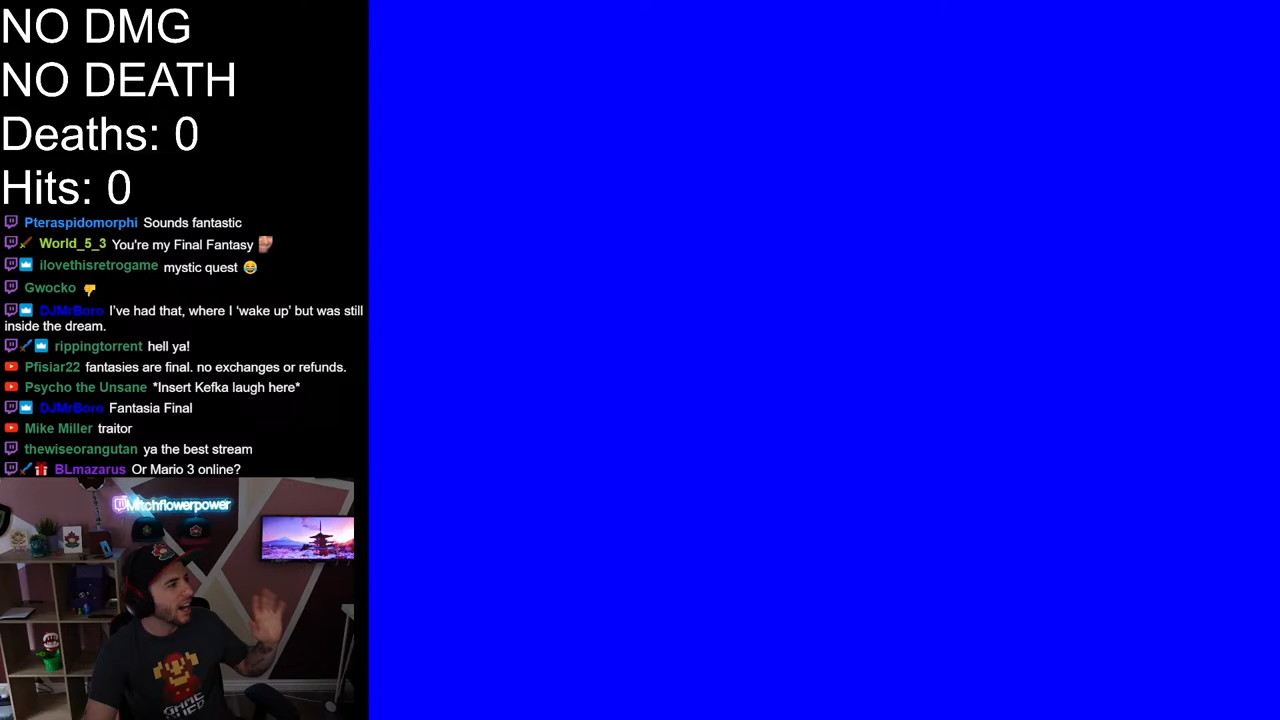 NO DMG
NO DEATH
Deaths: 0
Hits: 0
Pteraspidomorphi Sounds fantastic
World_5_3 You're my Final Fantasy
ilovethisretrogame mystic quest 😂
Gwocko 👎
DJMrBoro I've had that, where I 'wake up' but was still
inside the dream.
rippingtorrent hell ya!
Pfisiar22 fantasies are final. no exchanges or refunds.
Psycho the Unsane *Insert Kefka laugh here*
DJMrBoro Fantasia Final
Mike Miller traitor
thewiseorangutan ya the best stream
BLmazarus Or Mario 3 online?
Mitchflowerpower
GAME